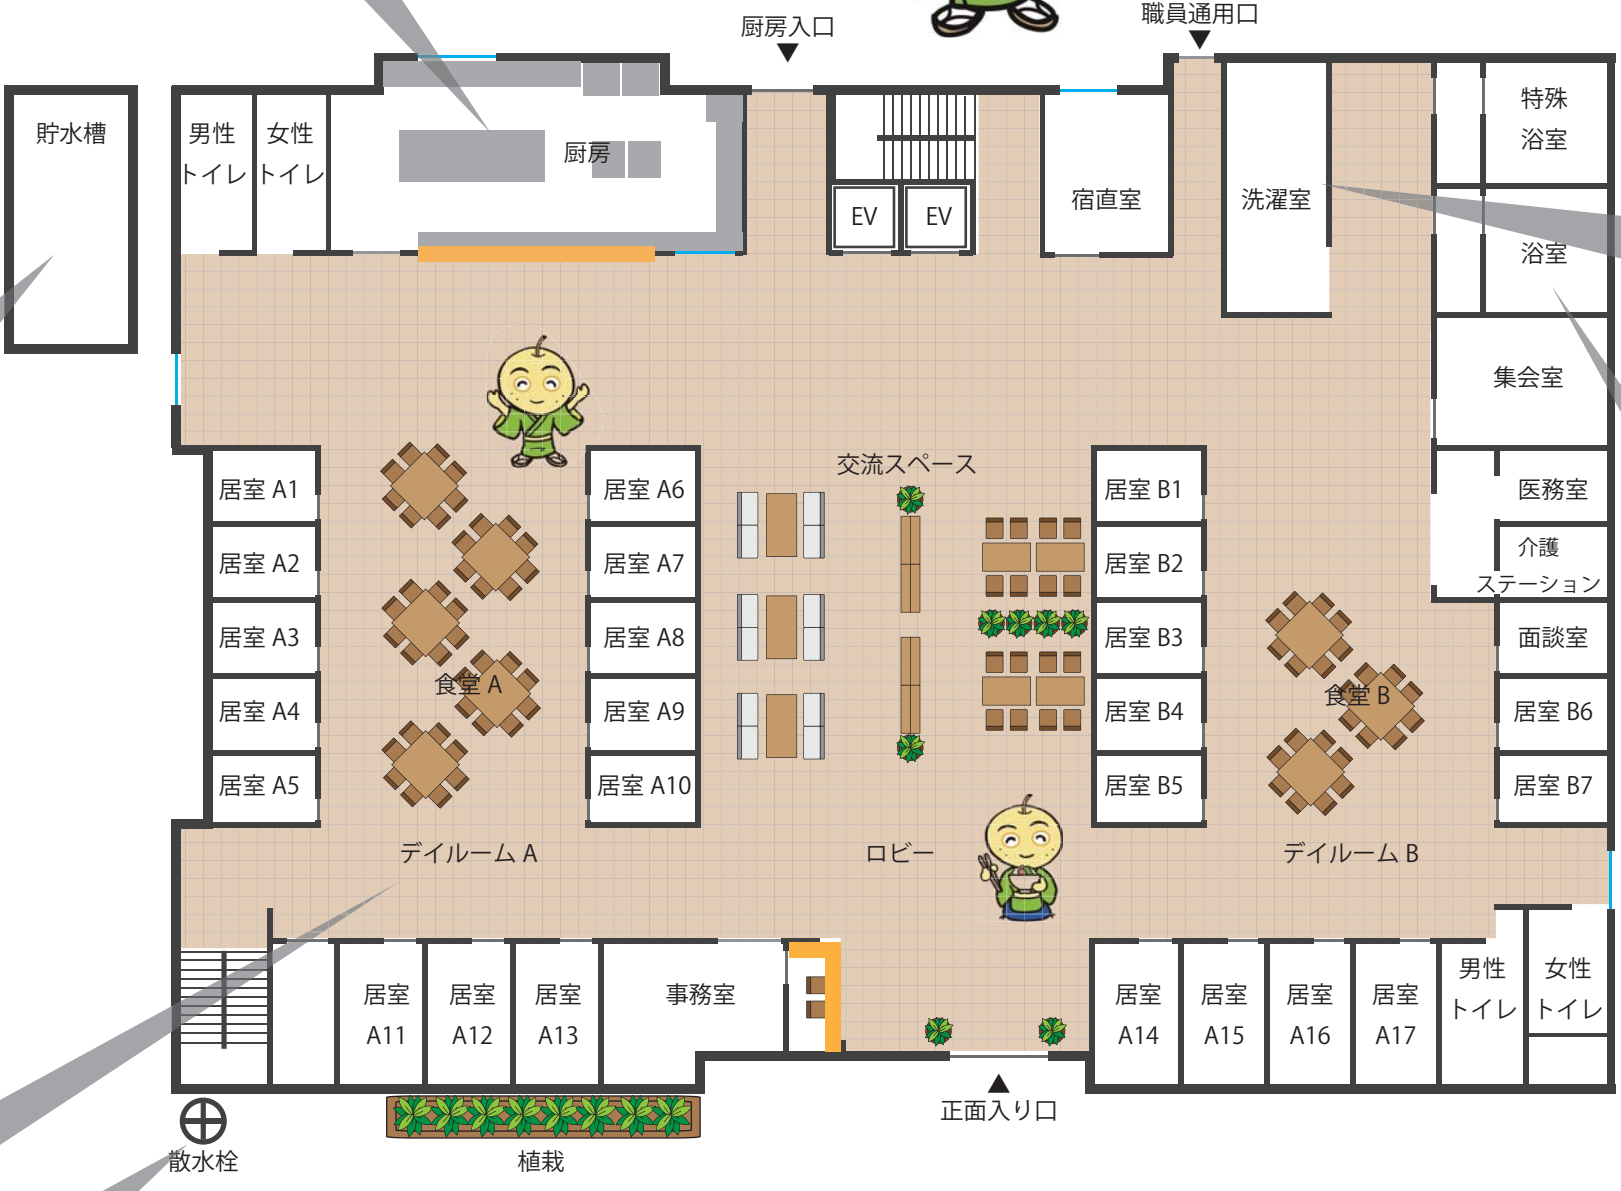 厨房入口
職員通用口
貯水槽
男性
トイレ
女性
トイレ
厨房
EV
EV
宿直室
洗濯室
特殊
浴室
浴室
集会室
居室 A1
居室 A2
居室 A3
居室 A4
居室 A5
食堂 A
居室 A6
居室 A7
居室 A8
居室 A9
居室 A10
交流スペース
居室 B1
居室 B2
居室 B3
居室 B4
居室 B5
食堂 B
医務室
介護
ステーション
面談室
居室 B6
居室 B7
デイルーム A
ロビー
デイルーム B
居室
A11
居室
A12
居室
A13
事務室
居室
A14
居室
A15
居室
A16
居室
A17
男性
トイレ
女性
トイレ
正面入り口
散水栓
植栽